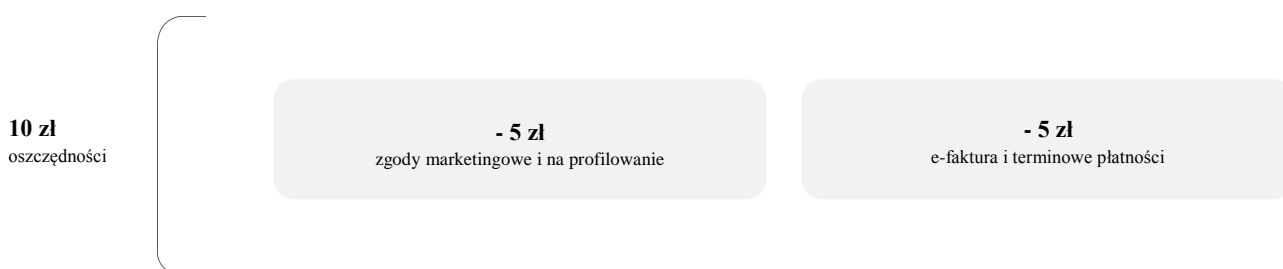 10 zł
oszczędności
- 5 zł
zgody marketingowe i na profilowanie
- 5 zł
e-faktura i terminowe płatności